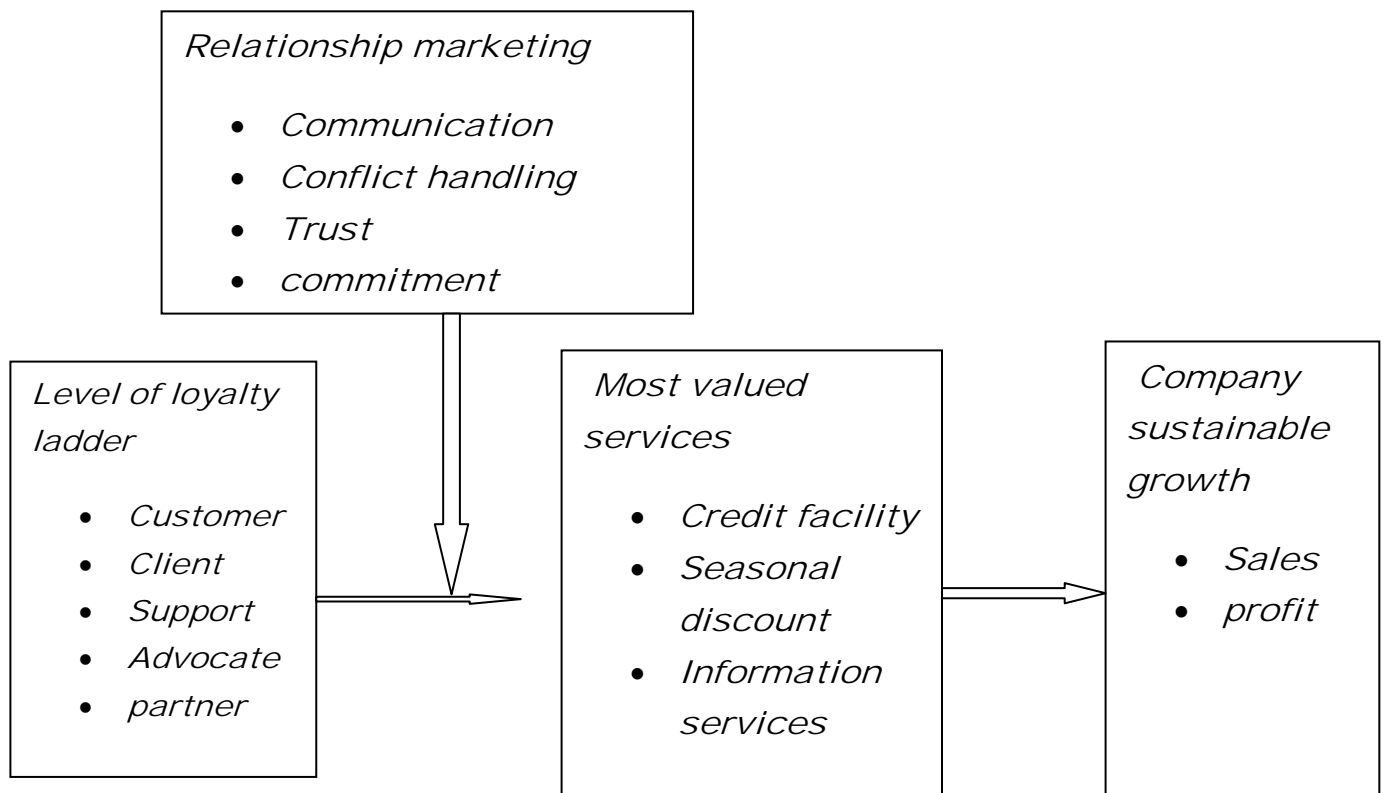 Relationship marketing
• Communication
• Conflict handling
• Trust
• commitment
Level of loyalty
ladder
• Customer
• Client
• Support
• Advocate
• partner
Most valued
services
• Credit facility
• Seasonal
discount
• Information
services
Company
sustainable
growth
• Sales
• profit